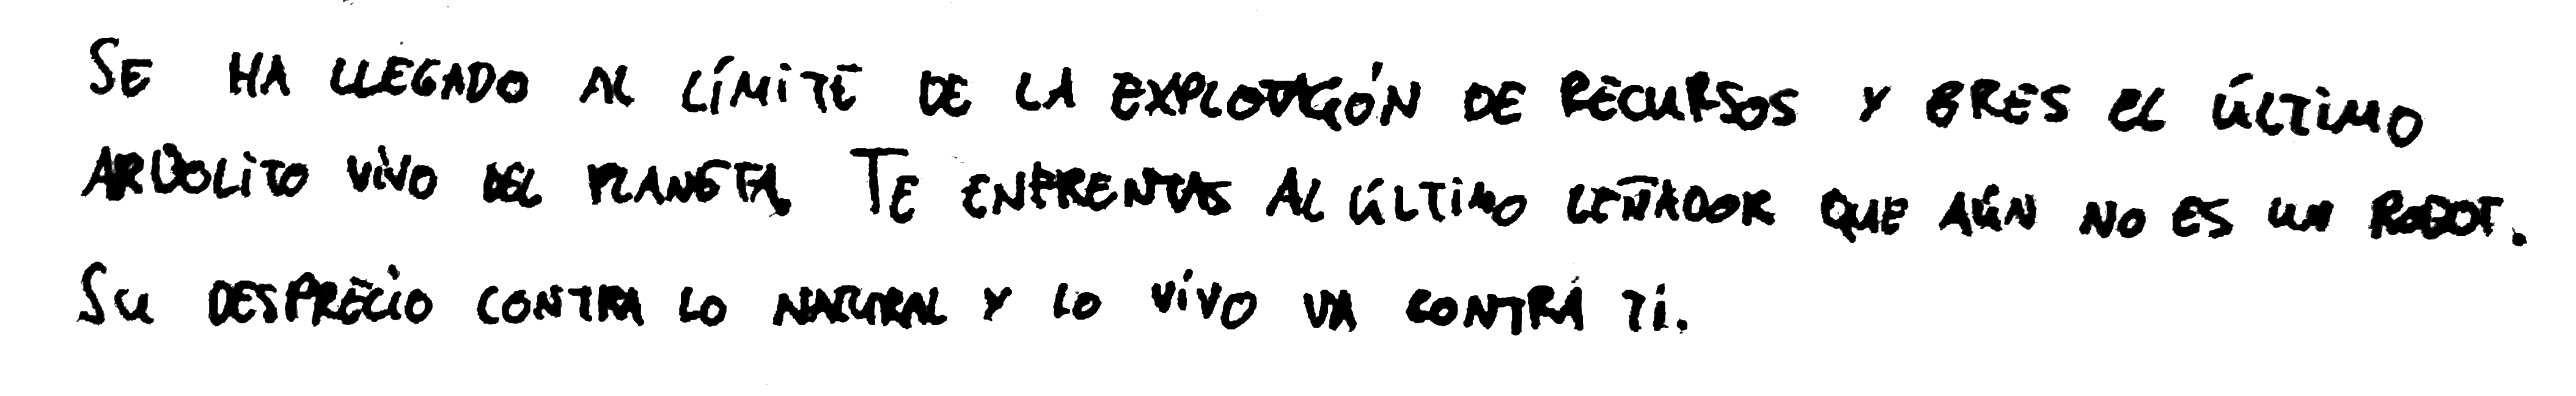 SE HA LLEGADO AL LÍMITE DE LA EXPLOTACIÓN DE RECURSOS Y ERES EL ÚLTIMO
ARBOLITO VIVO DEL PLANETA. TE ENFRENTAS AL ÚLTIMO LEÑADOR QUE AÚN NO ES UN ROBOT.
SU DESPRECIO CONTRA LO NATURAL Y LO VIVO VA CONTRA TI.